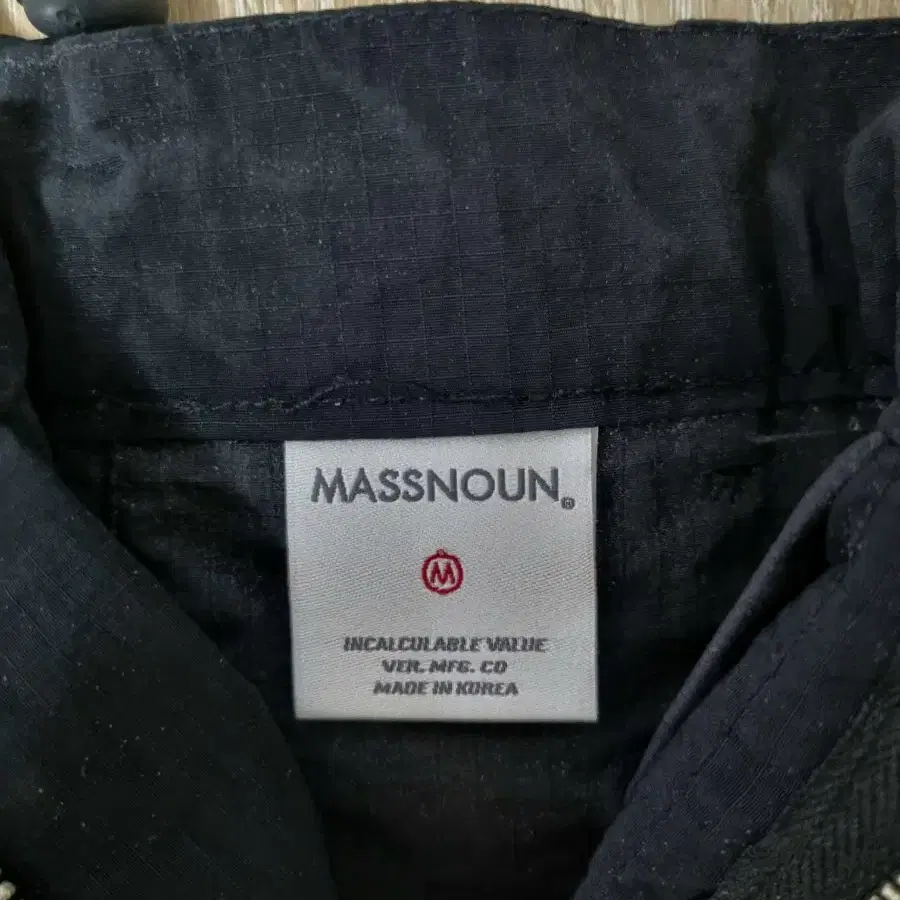 MASSNOUN®
M
INCALCULABLE VALUE
VER. MFG. CO
MADE IN KOREA